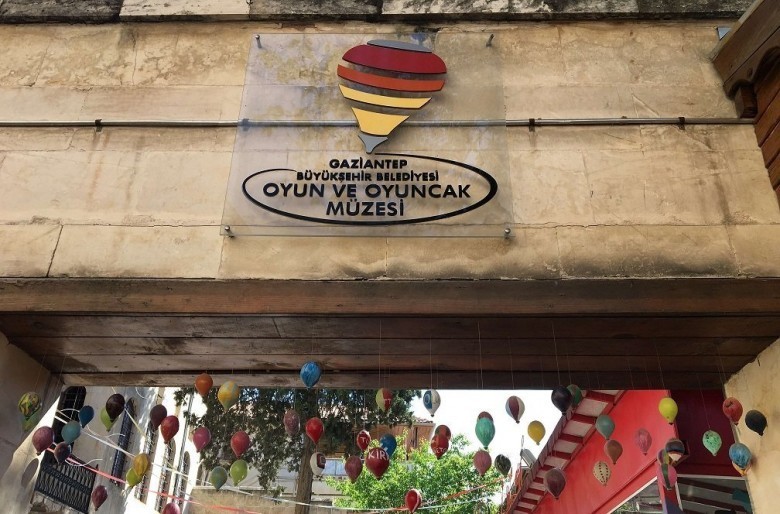 GAZİANTEP
BÜYÜKŞEHİR BELEDİYESİ
OYUN VE OYUNCAK
MÜZESİ